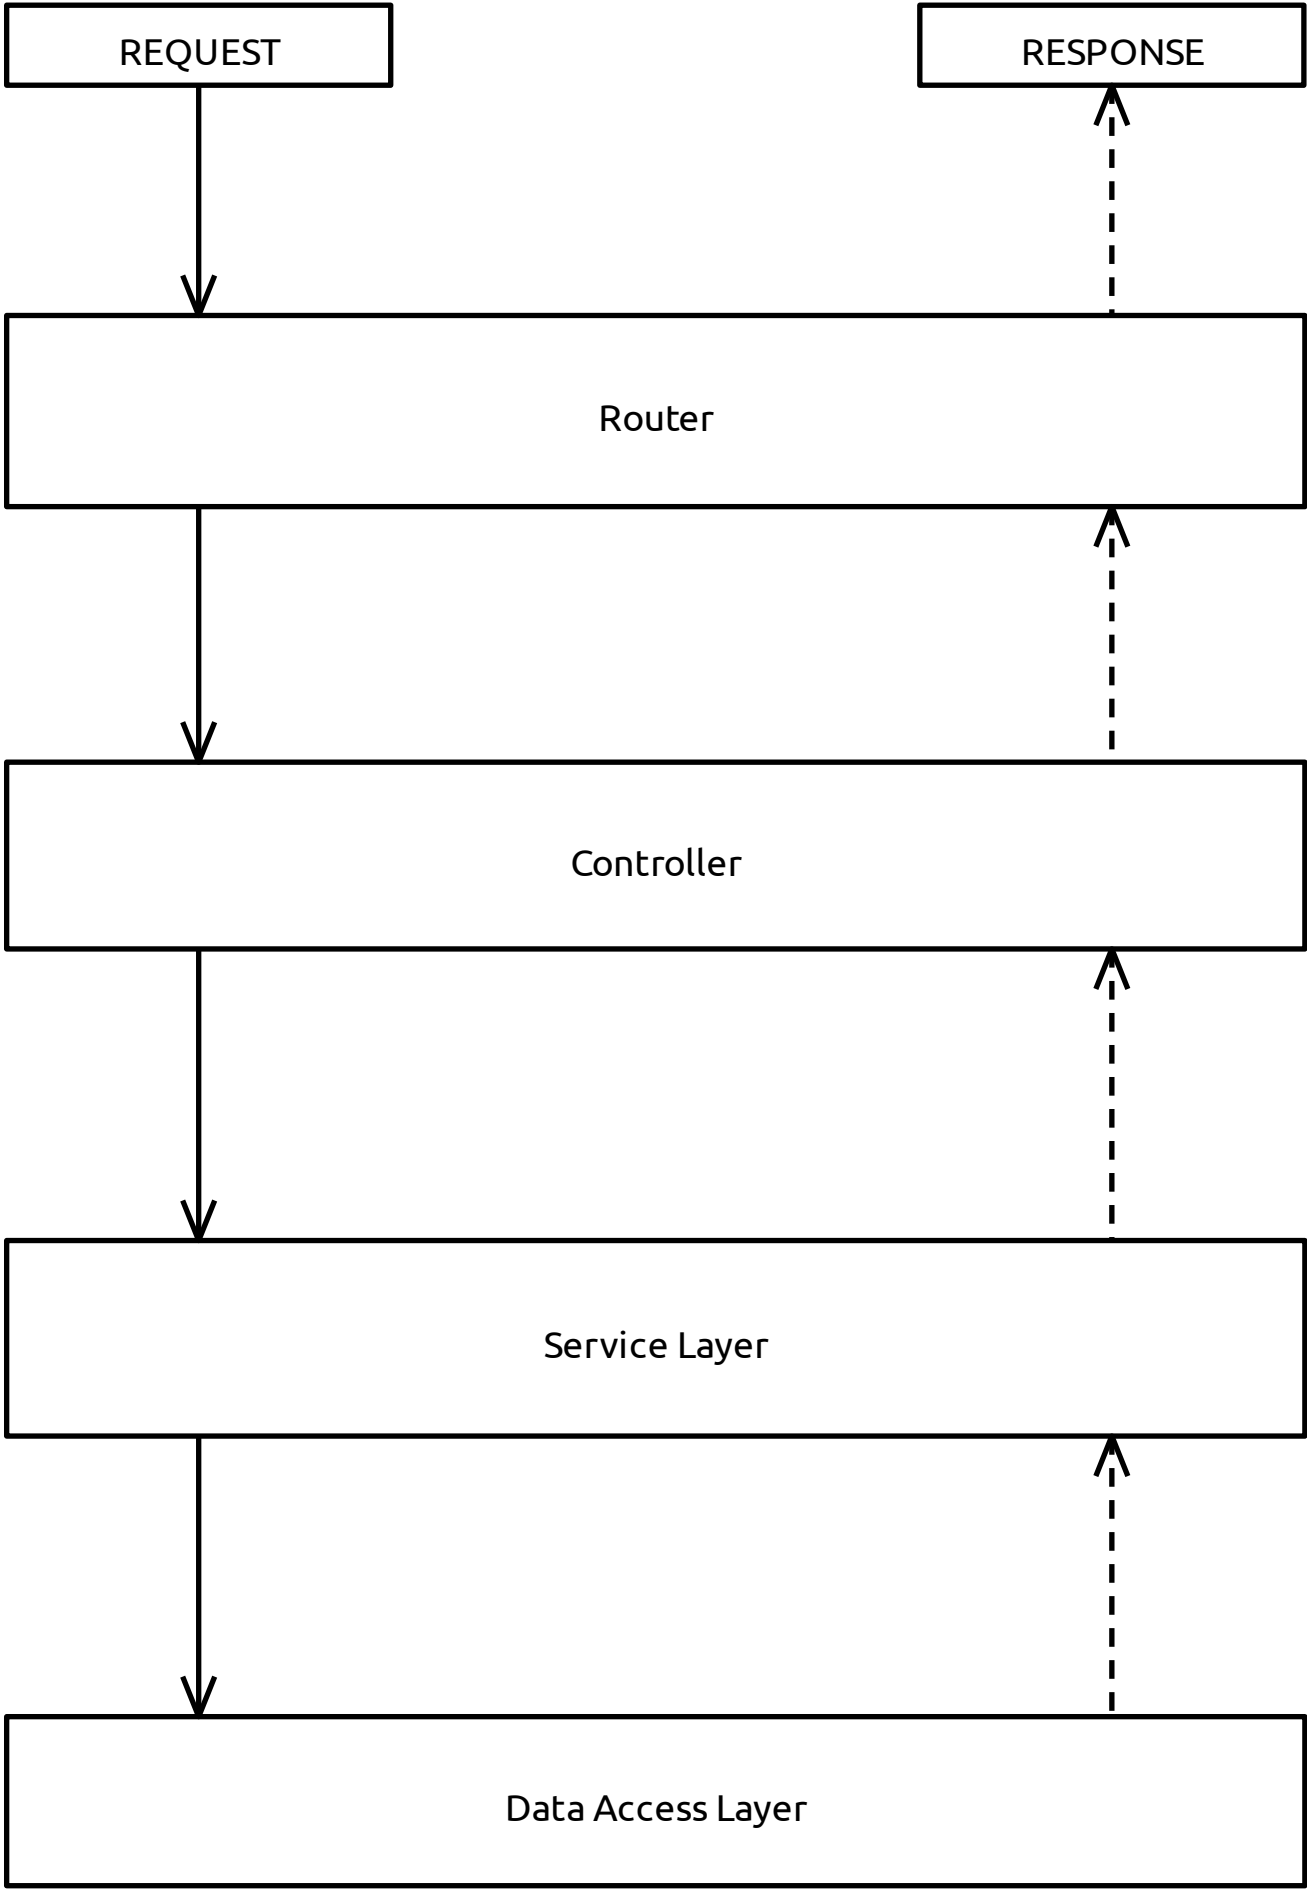 REQUEST
RESPONSE
Router
Controller
Service Layer
Data Access Layer